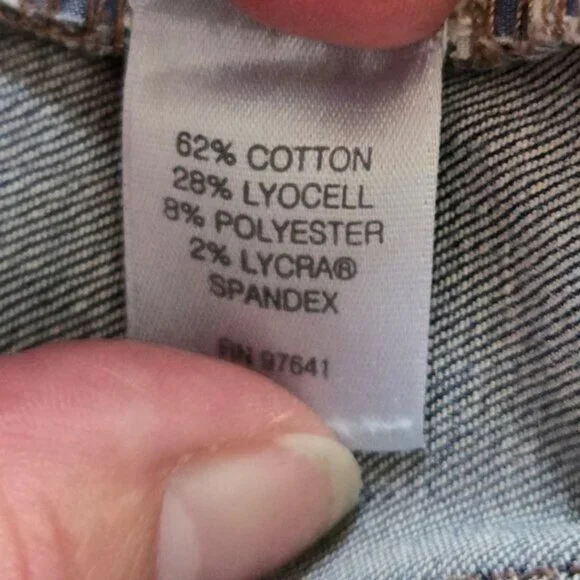 62% COTTON
28% LYOCELL
8% POLYESTER
2% LYCRA®
SPANDEX
RN 97641